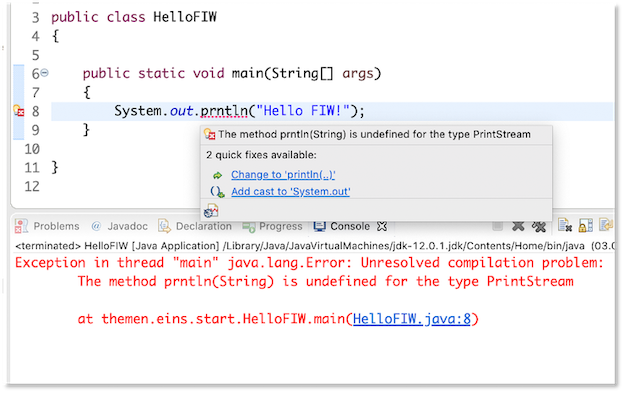 3 public class HelloFIW
4 {
5
6 public static void main(String[] args)
7 {
8 System.out.prntln("Hello FIW!");
9 }
10
11 }
12
The method prntln(String) is undefined for the type PrintStream
2 quick fixes available:
Change to 'println(..)'
Add cast to 'System.out'
Problems @ Javadoc Declaration Progress Console
<terminated> HelloFIW [Java Application] /Library/Java/JavaVirtualMachines/jdk-12.0.1.jdk/Contents/Home/bin/java (03.0
Exception in thread "main" java.lang.Error: Unresolved compilation problem:
The method prntln(String) is undefined for the type PrintStream
at themen.eins.start.HelloFIW.main(HelloFIW.java:8)